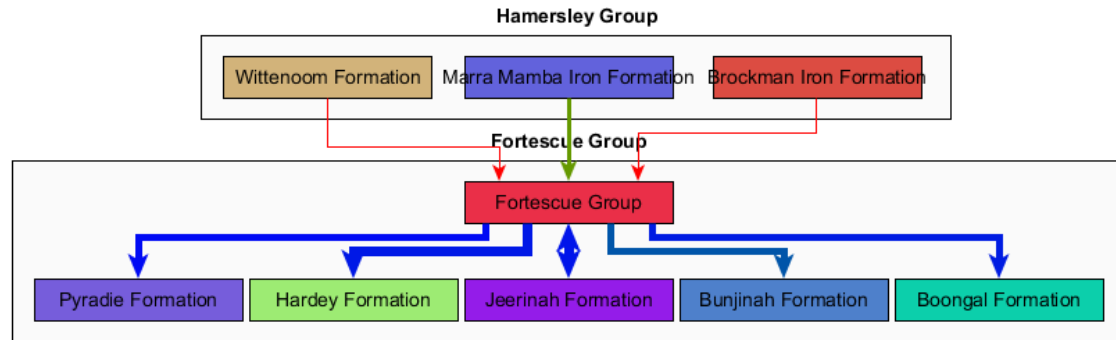 Hamersley Group
Wittenoom Formation
Marra Mamba Iron Formation
Brockman Iron Formation
Fortescue Group
Fortescue Group
Pyradie Formation
Hardey Formation
Jeerinah Formation
Bunjinah Formation
Boongal Formation